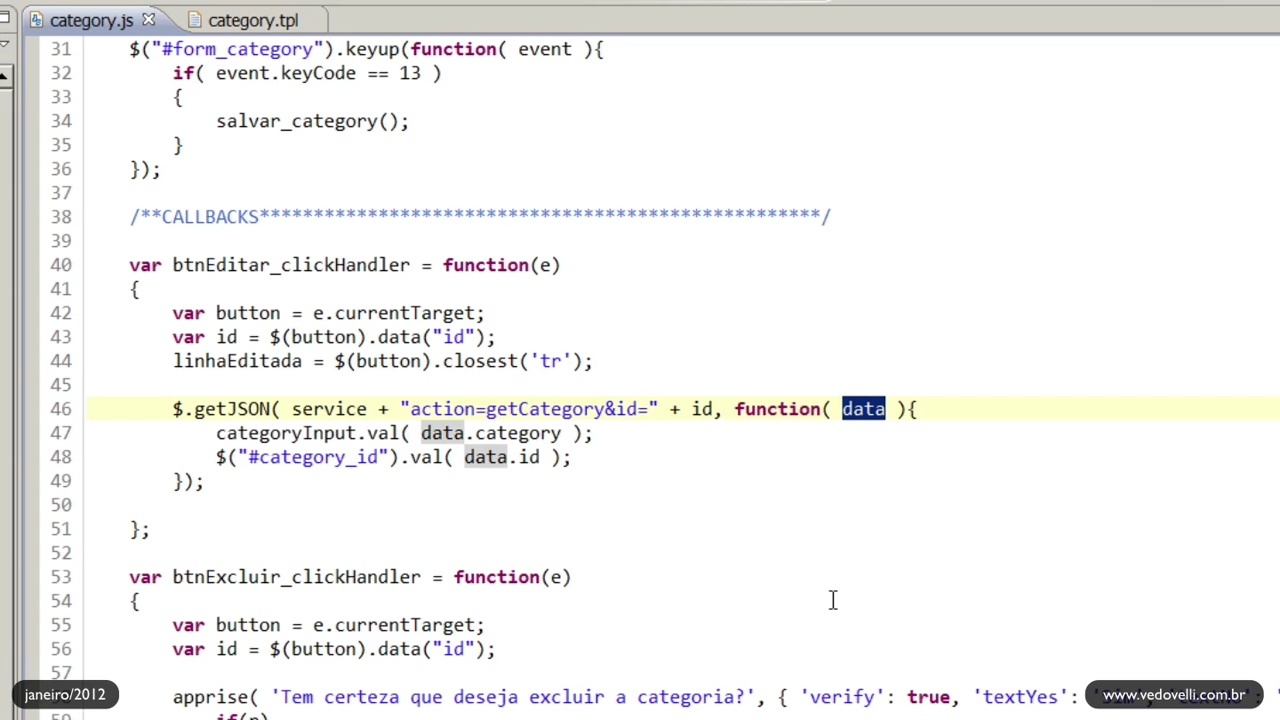 category.js
category.tpl
31 $("#form_category").keyup(function( event ){
32 if( event.keyCode == 13 )
33 {
34 salvar_category();
35 }
36 });
37
38 /**CALLBACKS****************************************************/
39
40 var btnEditar_clickHandler = function(e)
41 {
42 var button = e.currentTarget;
43 var id = $(button).data("id");
44 linhaEditada = $(button).closest('tr');
45
46 $.getJSON( service + "action=getCategory&id=" + id, function( data ){
47 categoryInput.val( data.category );
48 $("#category_id").val( data.id );
49 });
50
51 };
52
53 var btnExcluir_clickHandler = function(e)
54 {
55 var button = e.currentTarget;
56 var id = $(button).data("id");
57
apprise( 'Tem certeza que deseja excluir a categoria?', { 'verify': true, 'textYes':
janeiro/2012
www.vedovelli.com.br